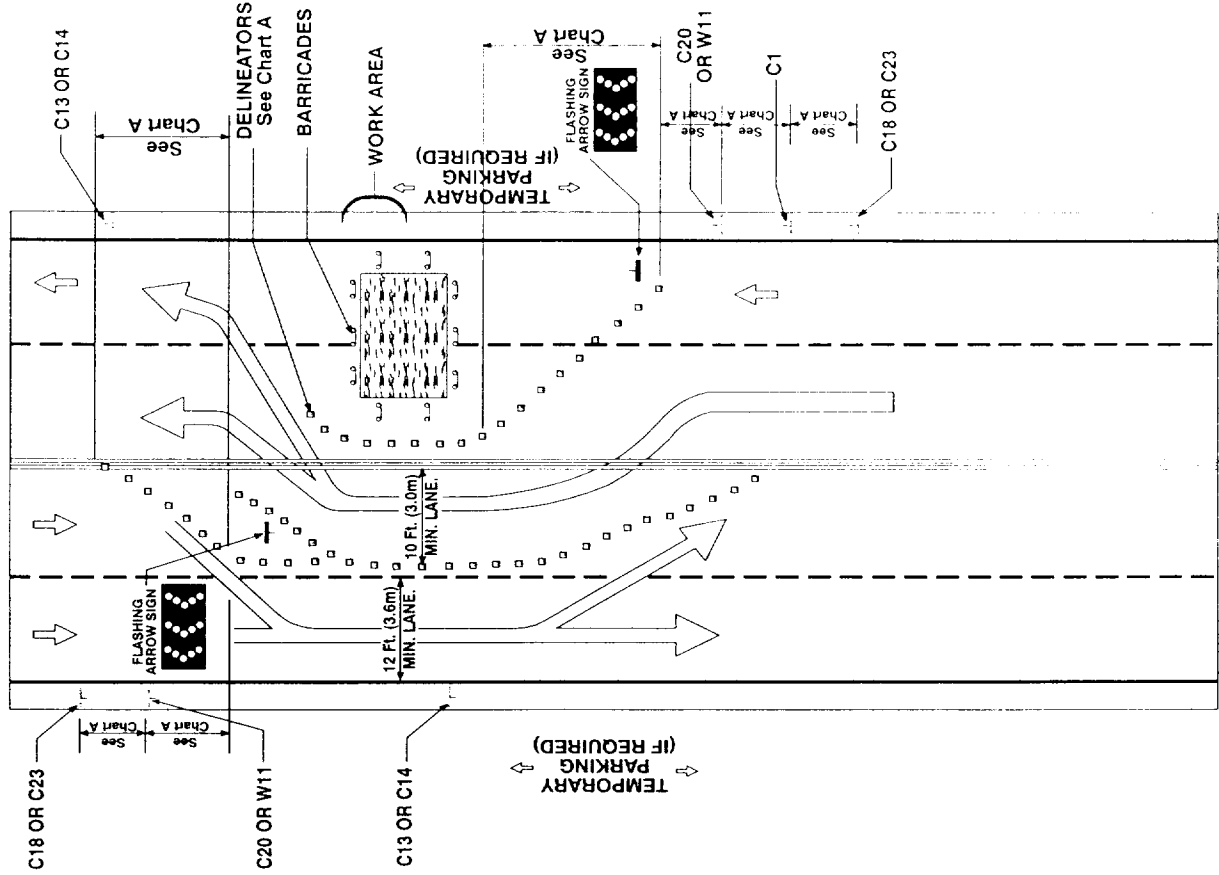 C13 OR C14
See
Chart A
DELINEATORS
See Chart A
BARRICADES
WORK AREA
TEMPORARY
PARKING
(IF REQUIRED)
See
Chart A
FLASHING
ARROW SIGN
C20
OR W11
See
Chart A
See
Chart A
See
Chart A
C1
C18 OR C23
10 Ft. (3.0m)
MIN. LANE.
12 Ft. (3.6m)
MIN. LANE.
FLASHING
ARROW SIGN
See
Chart A
See
Chart A
C18 OR C23
C20 OR W11
C13 OR C14
TEMPORARY
PARKING
(IF REQUIRED)